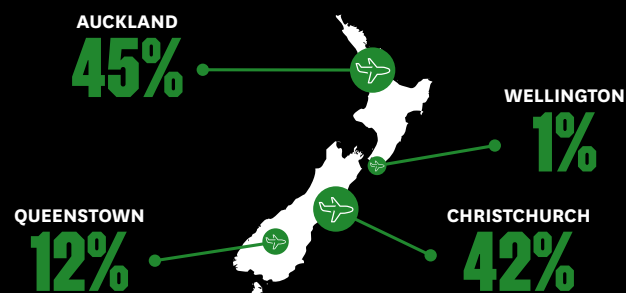 AUCKLAND
45%
WELLINGTON
1%
QUEENSTOWN
12%
CHRISTCHURCH
42%